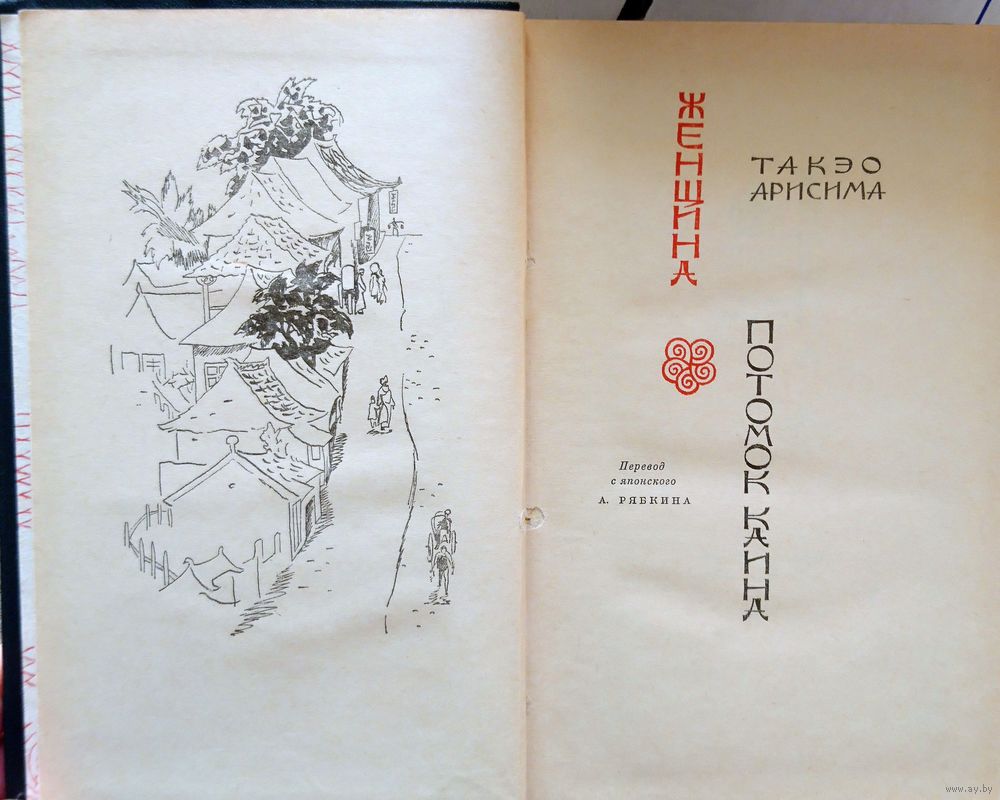 ТАКЭО
АРИСИМА
ЖЕНЩИНА
ПОТОМОК КАИНА
Перевод
с японского
А. РЯБКИНА
www.ay.by